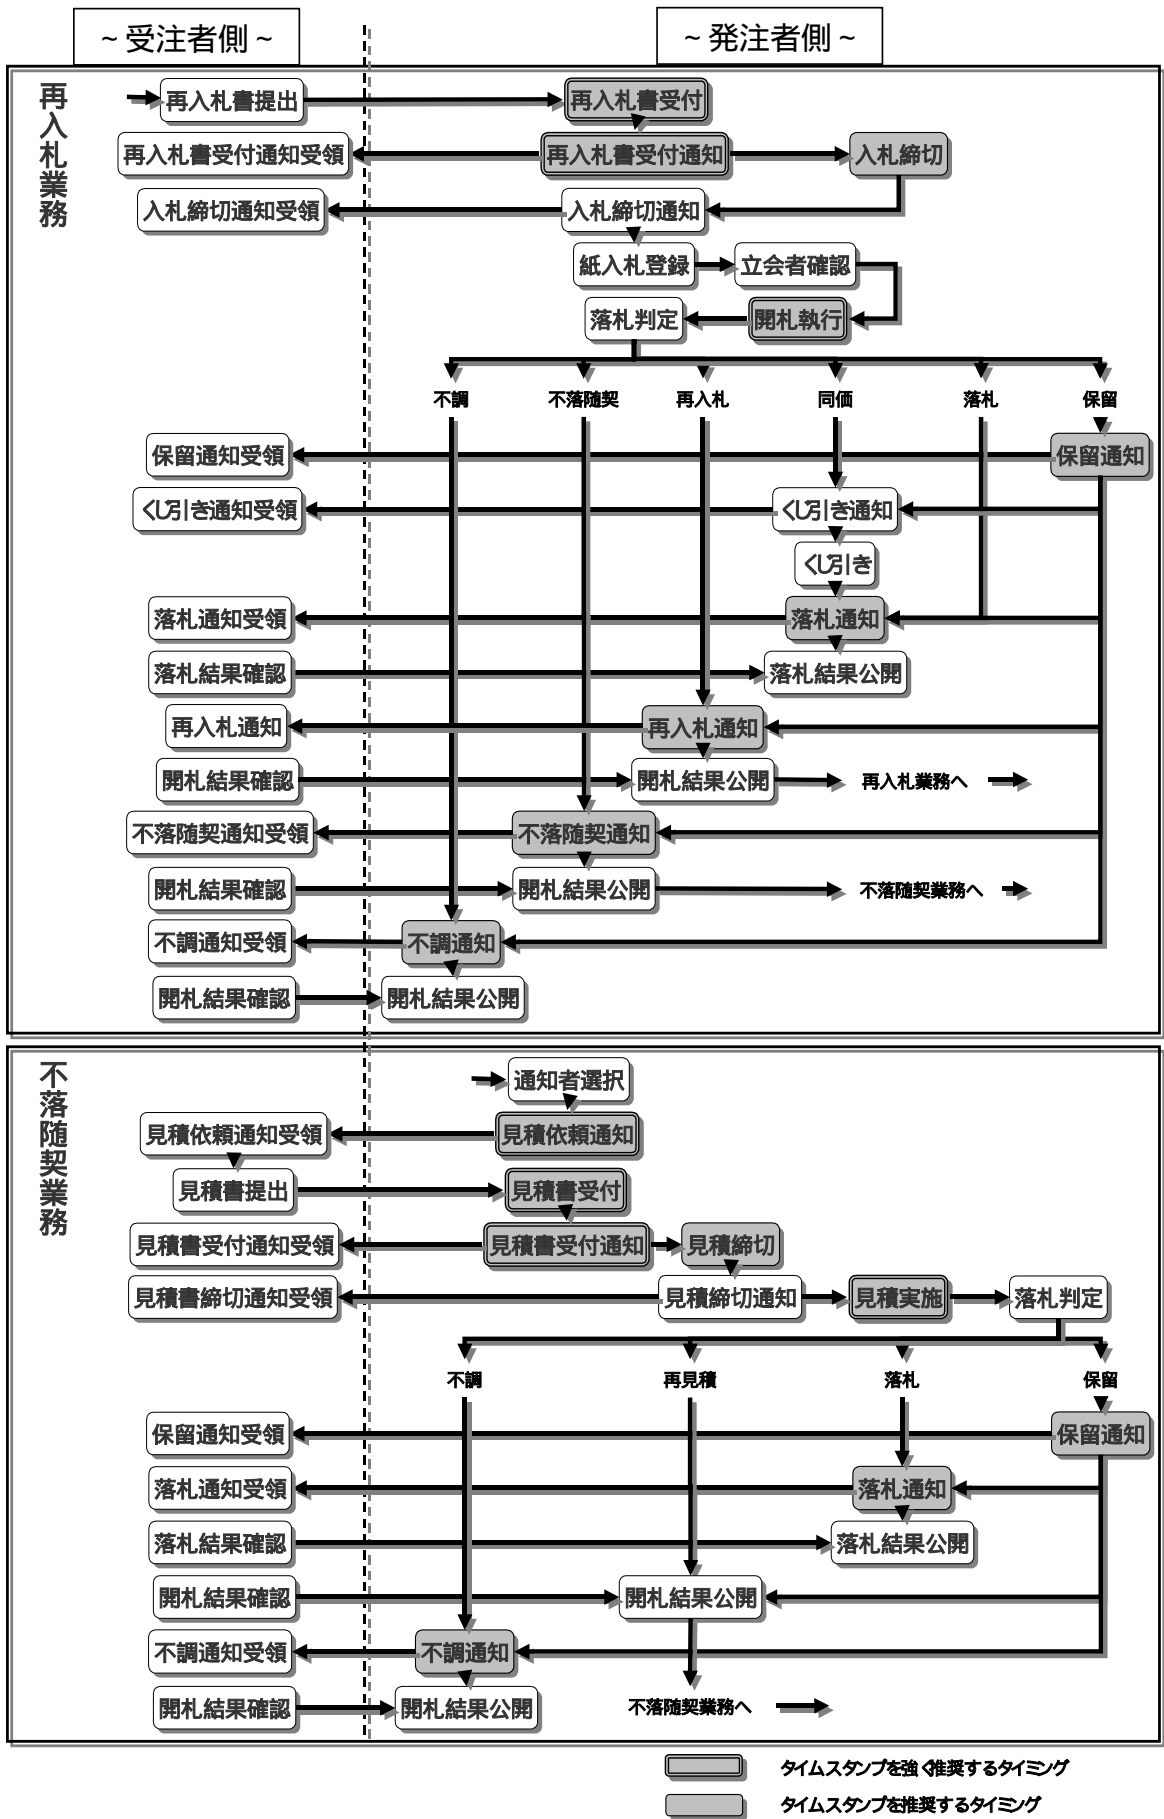 ~ 受注者側 ~
~ 発注者側 ~
再入札業務
再入札書提出
再入札書受付
再入札書受付通知受領
再入札書受付通知
入札締切
入札締切通知受領
入札締切通知
紙入札登録
立会者確認
落札判定
開札執行
不調
不落随契
再入札
同価
落札
保留
保留通知受領
保留通知
くじ引き通知受領
くじ引き通知
くじ引き
落札通知受領
落札通知
落札結果確認
落札結果公開
再入札通知
再入札通知
開札結果確認
開札結果公開
再入札業務へ
不落随契通知受領
不落随契通知
開札結果確認
開札結果公開
不落随契業務へ
不調通知受領
不調通知
開札結果確認
開札結果公開
不落随契業務
通知者選択
見積依頼通知受領
見積依頼通知
見積書提出
見積書受付
見積書受付通知受領
見積書受付通知
見積締切
見積書締切通知受領
見積締切通知
見積実施
落札判定
不調
再見積
落札
保留
保留通知受領
保留通知
落札通知受領
落札通知
落札結果確認
落札結果公開
開札結果確認
開札結果公開
不調通知受領
不調通知
開札結果確認
開札結果公開
不落随契業務へ
タイムスタンプを強く推奨するタイミング
タイムスタンプを推奨するタイミング